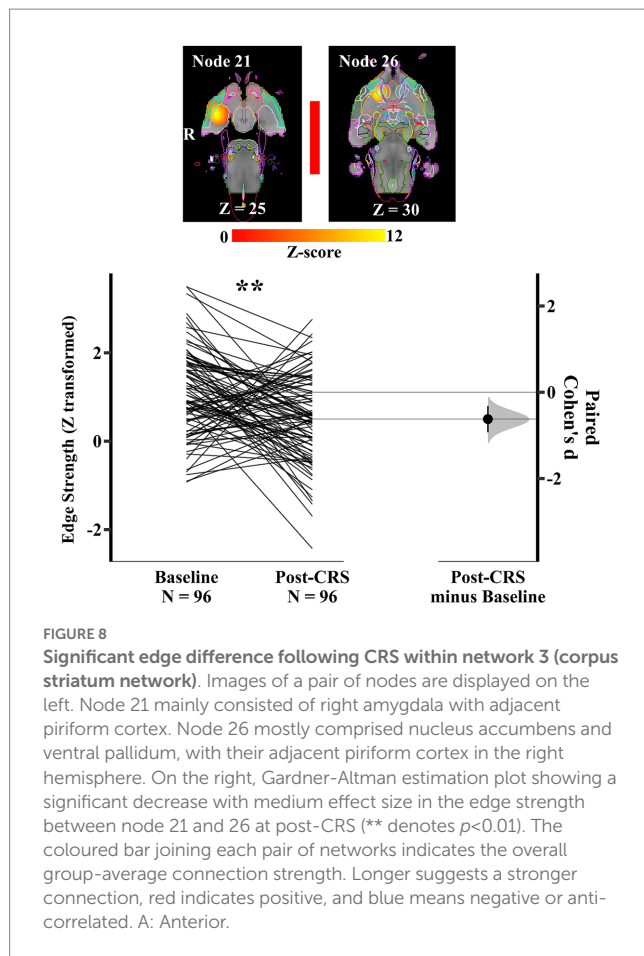 Node 21
Node 26
R
Z = 25
Z = 30
0
12
Z-score
**
Edge Strength (Z transformed)
2
0
-2
2
0
-2
Paired
Cohen's d
Baseline
N = 96
Post-CRS
N = 96
Post-CRS
minus Baseline
FIGURE 8
Significant edge difference following CRS within network 3 (corpus
striatum network). Images of a pair of nodes are displayed on the
left. Node 21 mainly consisted of right amygdala with adjacent
piriform cortex. Node 26 mostly comprised nucleus accumbens and
ventral pallidum, with their adjacent piriform cortex in the right
hemisphere. On the right, Gardner-Altman estimation plot showing a
significant decrease with medium effect size in the edge strength
between node 21 and 26 at post-CRS (** denotes p<0.01). The
coloured bar joining each pair of networks indicates the overall
group-average connection strength. Longer suggests a stronger
connection, red indicates positive, and blue means negative or anti-
correlated. A: Anterior.